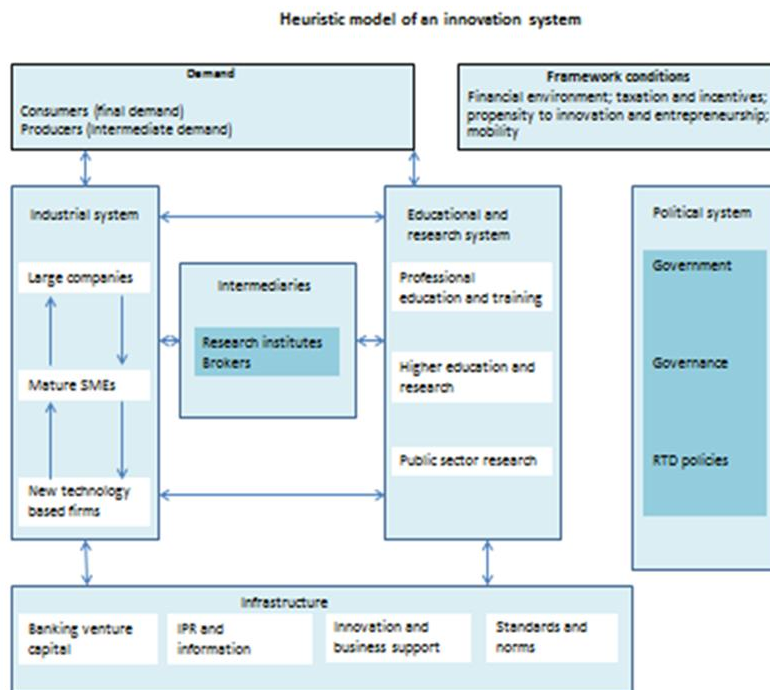 Heuristic model of an innovation system
Demand
Consumers (final demand)
Producers (Intermediate demand)
Framework conditions
Financial environment; taxation and incentives;
propensity to innovation and entrepreneurship;
mobility
Industrial system
Large companies
Mature SMEs
New technology
based firms
Intermediaries
Research institutes
Brokers
Educational and
research system
Professional
education and training
Higher education and
research
Public sector research
Political system
Government
Governance
RTD policies
Infrastructure
Banking venture
capital
IPR and
information
Innovation and
business support
Standards and
norms